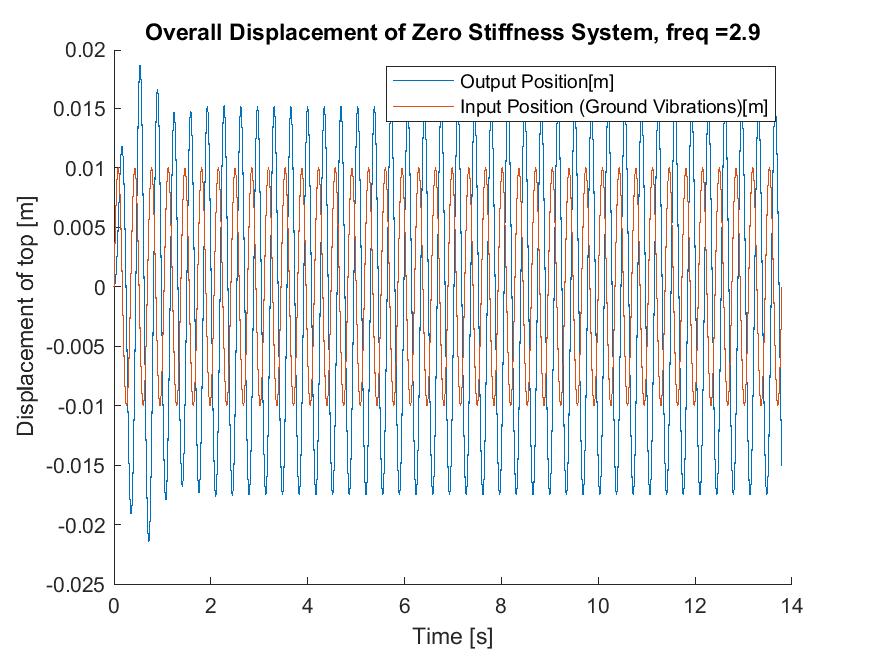 Overall Displacement of Zero Stiffness System, freq =2.9
0.02
0.015
0.01
0.005
0
-0.005
-0.01
-0.015
-0.02
-0.025
Displacement of top [m]
Output Position[m]
Input Position (Ground Vibrations)[m]
0 2 4 6 8 10 12 14
Time [s]